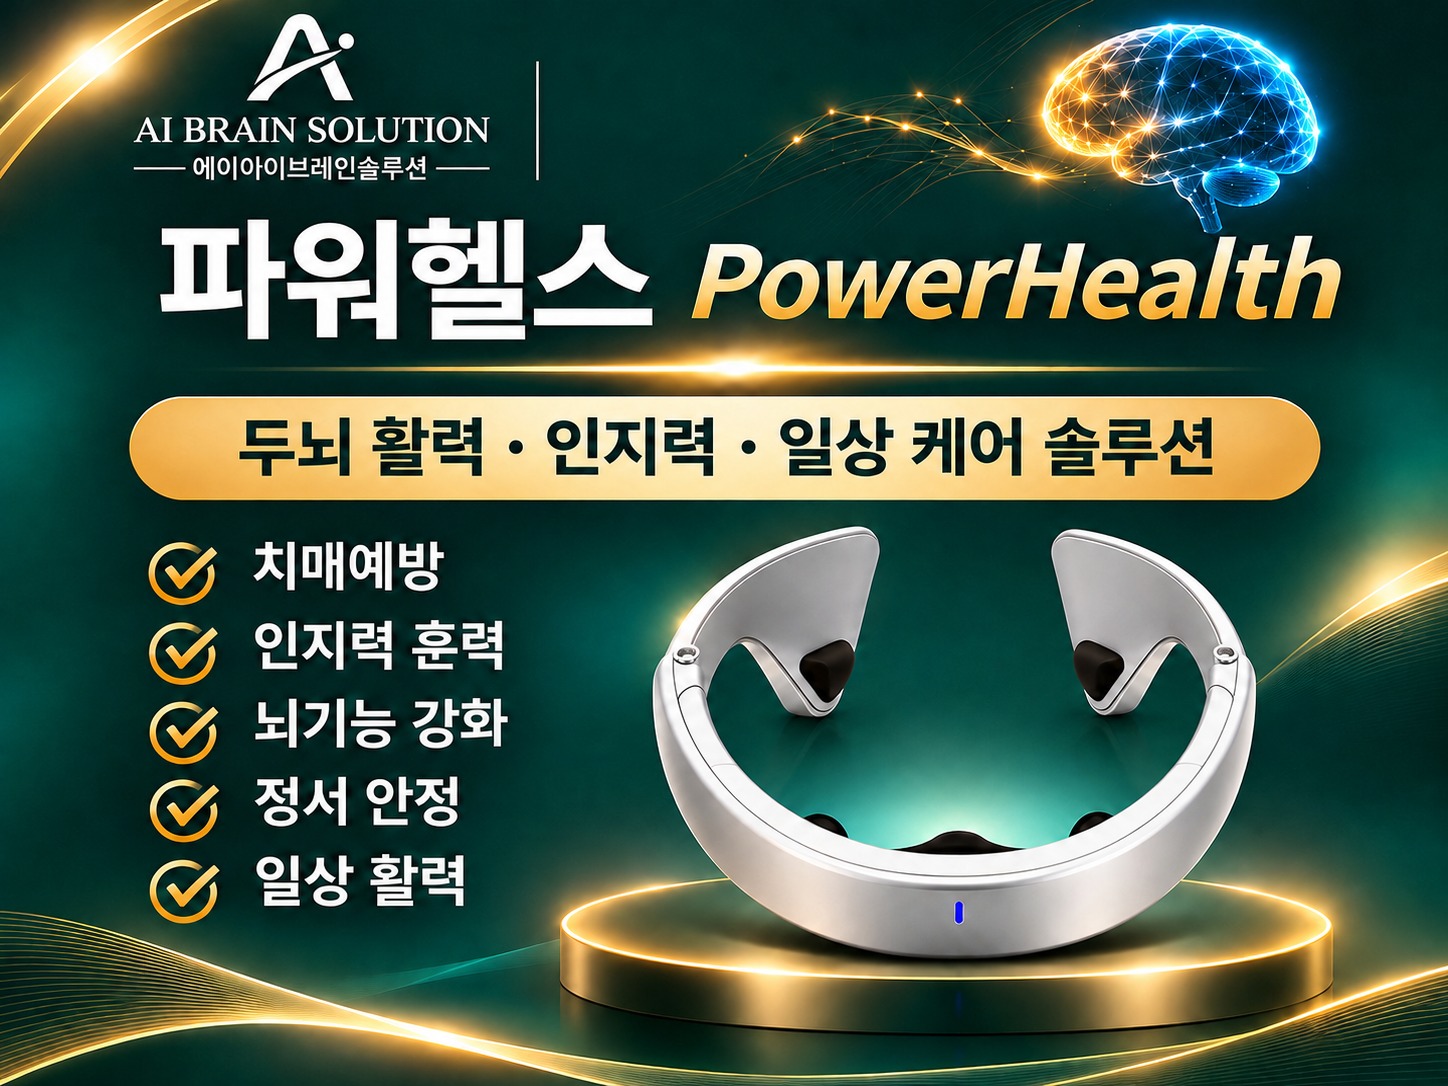 AI BRAIN SOLUTION
에이아이브레인솔루션
파워헬스 PowerHealth
두뇌 활력 · 인지력 · 일상 케어 솔루션
치매예방
인지력 훈력
뇌기능 강화
정서 안정
일상 활력